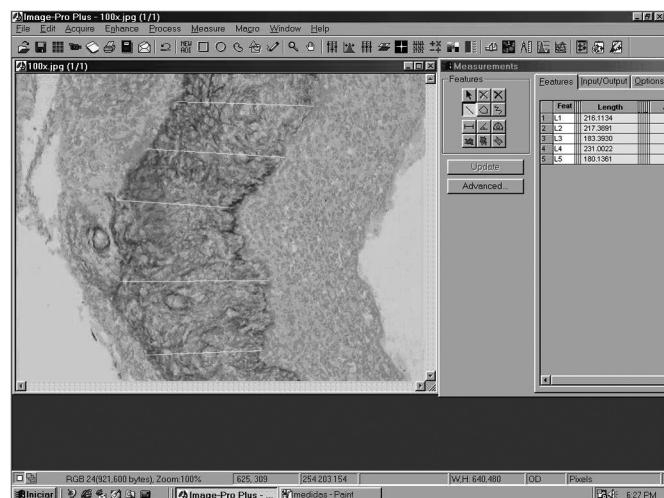 Image-Pro Plus - 100x.jpg (1/1)
File Edit Acquire Enhance Process Measure Macro Window Help
100x.jpg (1/1)
Measurements
Features
Update
Advanced...
Features Input/Output Options
Feat Length
1 L1 216.1134
2 L2 217.3691
3 L3 183.3930
4 L4 231.0022
5 L5 180.1361
RGB 24(921,600 bytes), Zoom:100% 625, 309 254 203 154 W,H: 640,480 OD Pixels
Iniciar Image-Pro Plus - ... medidas - Paint 6:27 PM